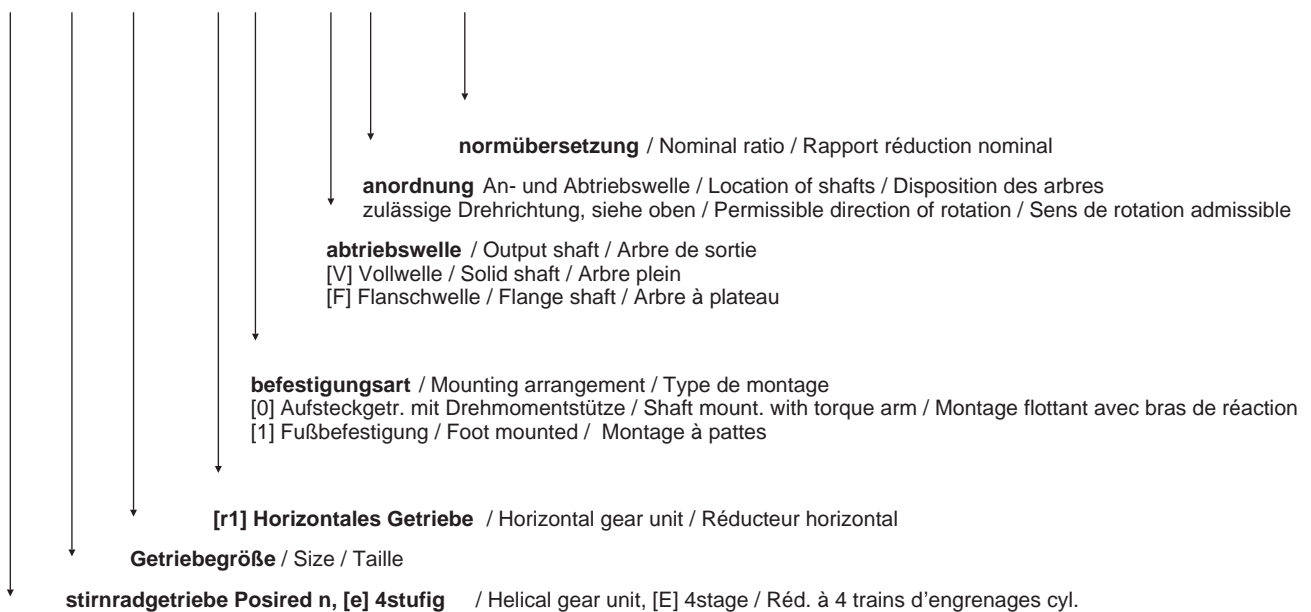 normübersetzung / Nominal ratio / Rapport réduction nominal
anordnung An- und Abtriebswelle / Location of shafts / Disposition des arbres
zulässige Drehrichtung, siehe oben / Permissible direction of rotation / Sens de rotation admissible
abtriebswelle / Output shaft / Arbre de sortie
[V] Vollwelle / Solid shaft / Arbre plein
[F] Flanschwelle / Flange shaft / Arbre à plateau
befestigungsart / Mounting arrangement / Type de montage
[0] Aufsteckgetr. mit Drehmomentstütze / Shaft mount. with torque arm / Montage flottant avec bras de réaction
[1] Fußbefestigung / Foot mounted / Montage à pattes
[r1] Horizontales Getriebe / Horizontal gear unit / Réducteur horizontal
Getriebegröße / Size / Taille
stirnradgetriebe Posired n, [e] 4stufig / Helical gear unit, [E] 4stage / Réd. à 4 trains d'engrenages cyl.